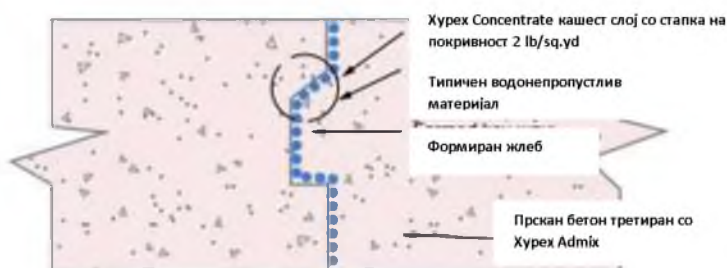 Xypex Concentrate кашест слој со стапка на
покривност 2 lb/sq.yd
Типичен водонепропустлив
материјал
Формиран жлеб
Прскан бетон третиран со
Xypex Admix